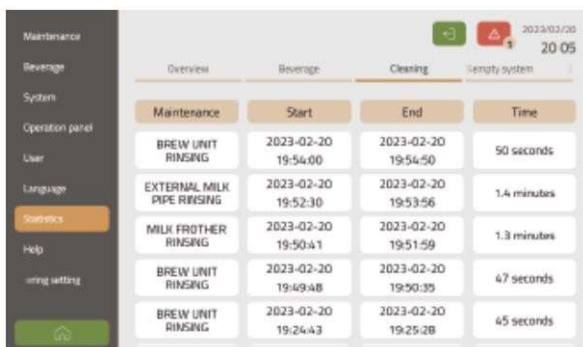 Maintenance
Beverage
System
Operation panel
User
Language
Statistics
Help
setting
1
2023/02/20
20 05
Overview Beverage Cleaning empty system
Maintenance Start End Time
BREW UNIT
RINSING
2023-02-20
19:54:00
2023-02-20
19:54:50
50 seconds
EXTERNAL MILK
PIPE RINSING
2023-02-20
19:52:30
2023-02-20
19:53:56
1.4 minutes
MILK FROTHER
RINSING
2023-02-20
19:50:41
2023-02-20
19:51:59
1.3 minutes
BREW UNIT
RINSING
2023-02-20
19:49:48
2023-02-20
19:50:35
47 seconds
BREW UNIT
RINSING
2023-02-20
19:24:43
2023-02-20
19:25:28
45 seconds